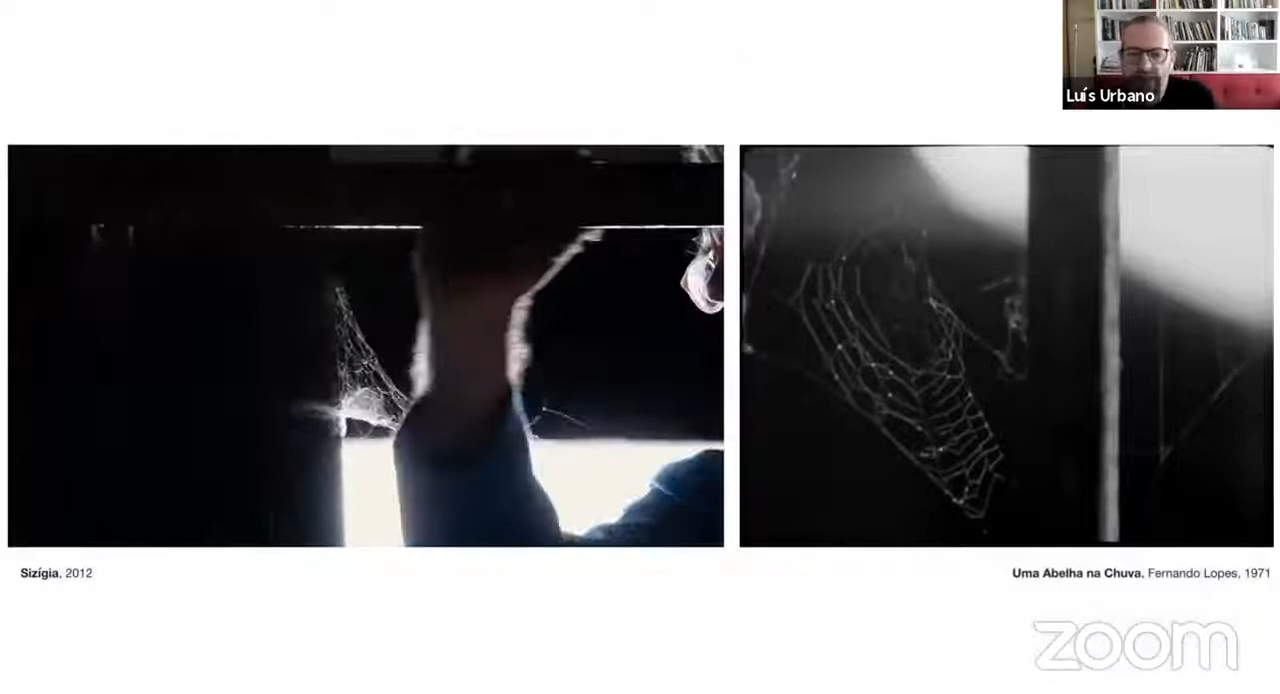 Luís Urbano
Sizígia, 2012
Uma Abelha na Chuva, Fernando Lopes, 1971
zoom